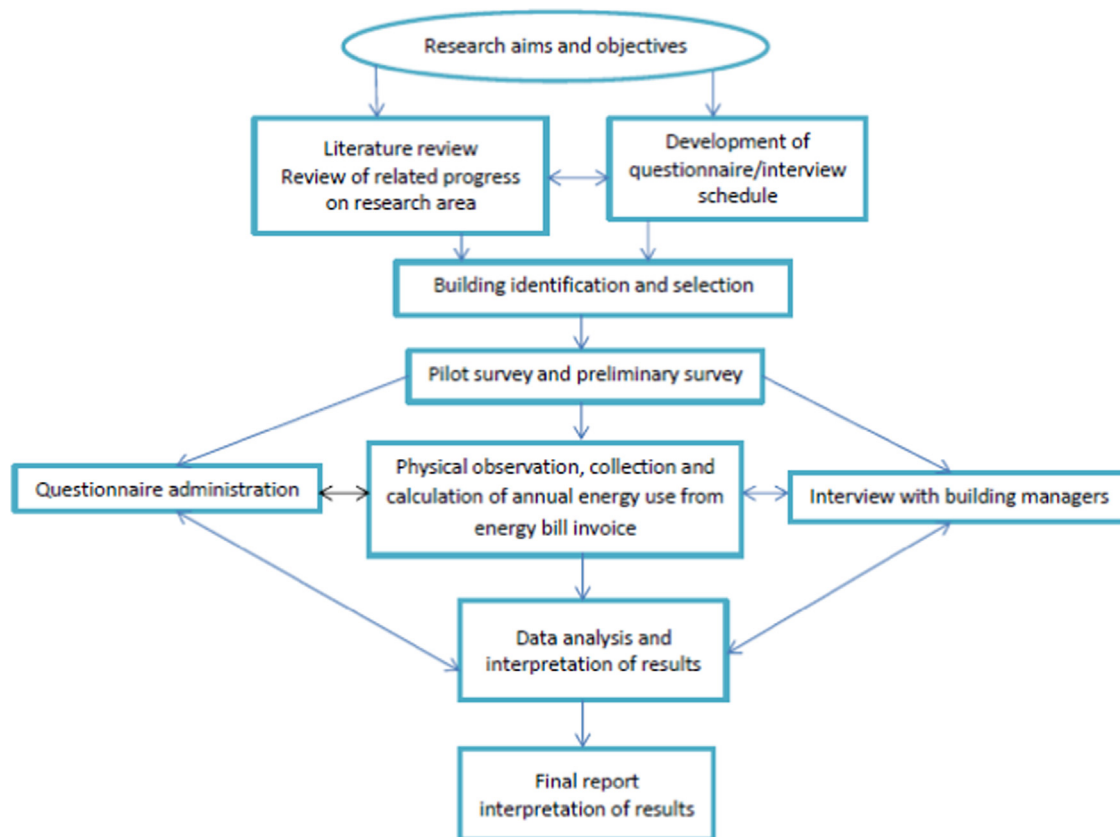 Research aims and objectives
Literature review
Review of related progress
on research area
Development of
questionnaire/interview
schedule
Building identification and selection
Pilot survey and preliminary survey
Questionnaire administration
Physical observation, collection and
calculation of annual energy use from
energy bill invoice
Interview with building managers
Data analysis and
interpretation of results
Final report
interpretation of results